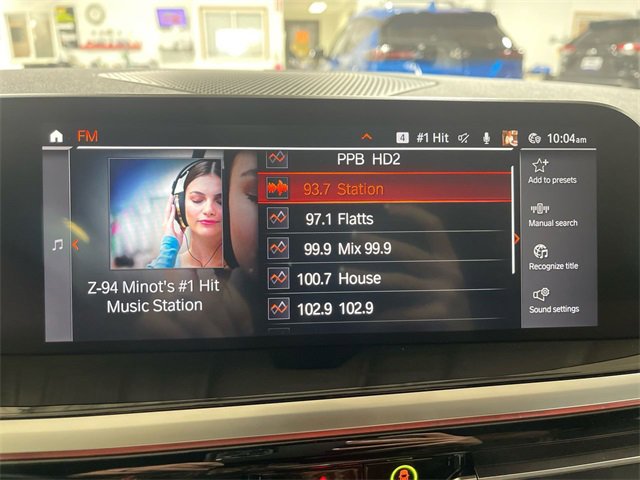 FM
4 #1 Hit 10:04am
Z-94 Minot's #1 Hit
Music Station
PPB HD2
93.7 Station
97.1 Flatts
99.9 Mix 99.9
100.7 House
102.9 102.9
Add to presets
Manual search
Recognize title
Sound settings